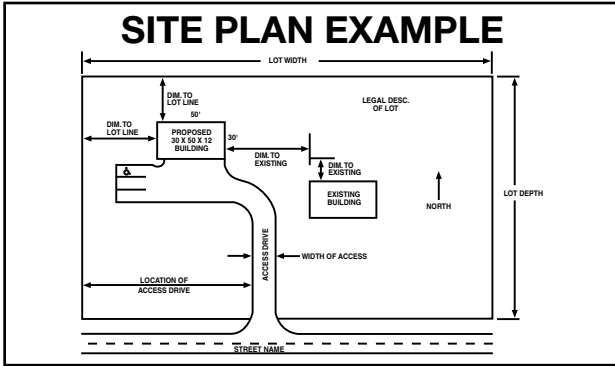 SITE PLAN EXAMPLE
LOT WIDTH
DIM. TO
LOT LINE
LEGAL DESC.
OF LOT
50'
DIM. TO
LOT LINE
PROPOSED
30 X 50 X 12
BUILDING
30'
DIM. TO
EXISTING
DIM. TO
EXISTING
EXISTING
BUILDING
NORTH
LOT DEPTH
ACCESS DRIVE
WIDTH OF ACCESS
LOCATION OF
ACCESS DRIVE
STREET NAME